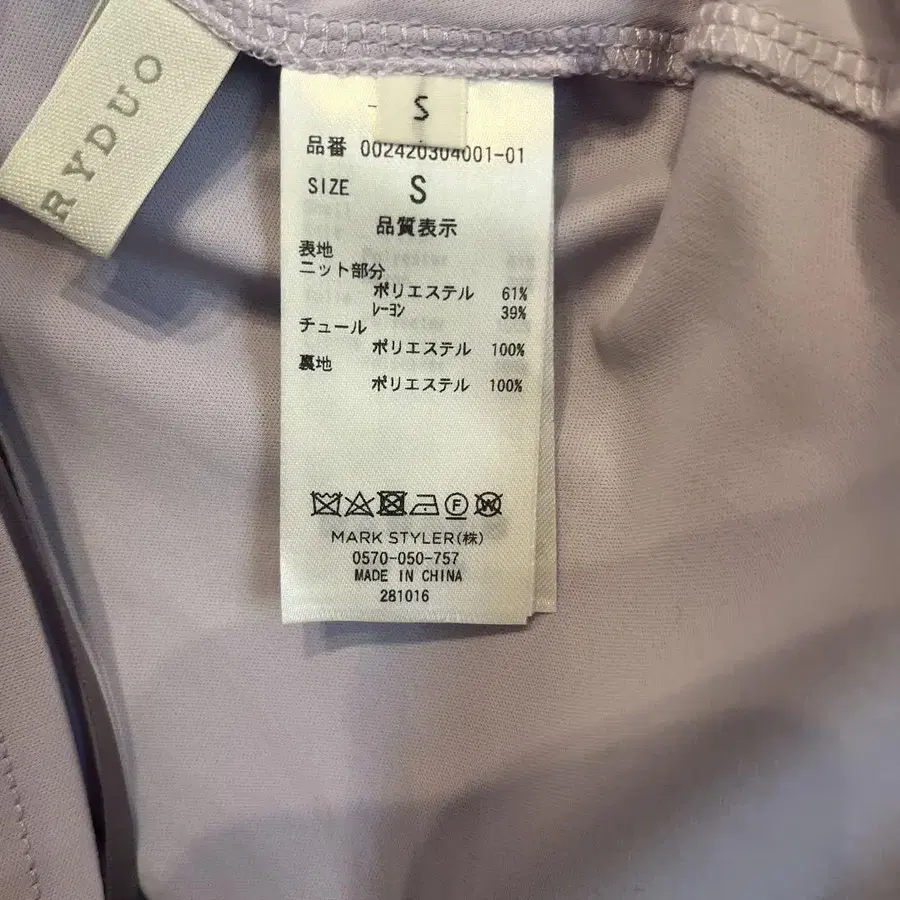 RYDUO
S
品番 002420304001-01
SIZE S
品質表示
表地
ニット部分
ポリエステル 61%
レーヨン 39%
チュール
ポリエステル 100%
裏地
ポリエステル 100%
MARK STYLER(株)
0570-050-757
MADE IN CHINA
281016